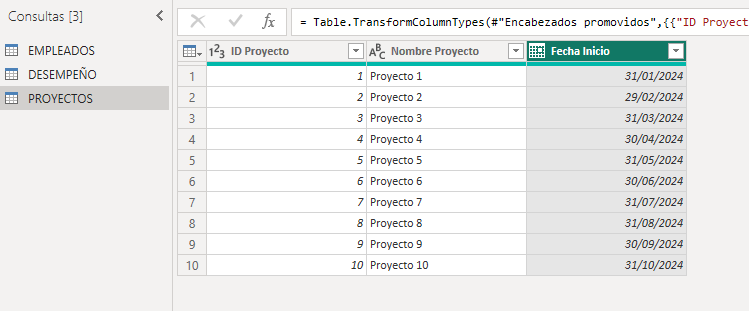 Consultas [3]
= Table.TransformColumnTypes(#"Encabezados promovidos",{{"ID Proyect
EMPLEADOS
DESEMPEÑO
PROYECTOS
1²3 ID Proyecto ABC Nombre Proyecto Fecha Inicio
1 1 Proyecto 1 31/01/2024
2 2 Proyecto 2 29/02/2024
3 3 Proyecto 3 31/03/2024
4 4 Proyecto 4 30/04/2024
5 5 Proyecto 5 31/05/2024
6 6 Proyecto 6 30/06/2024
7 7 Proyecto 7 31/07/2024
8 8 Proyecto 8 31/08/2024
9 9 Proyecto 9 30/09/2024
10 10 Proyecto 10 31/10/2024